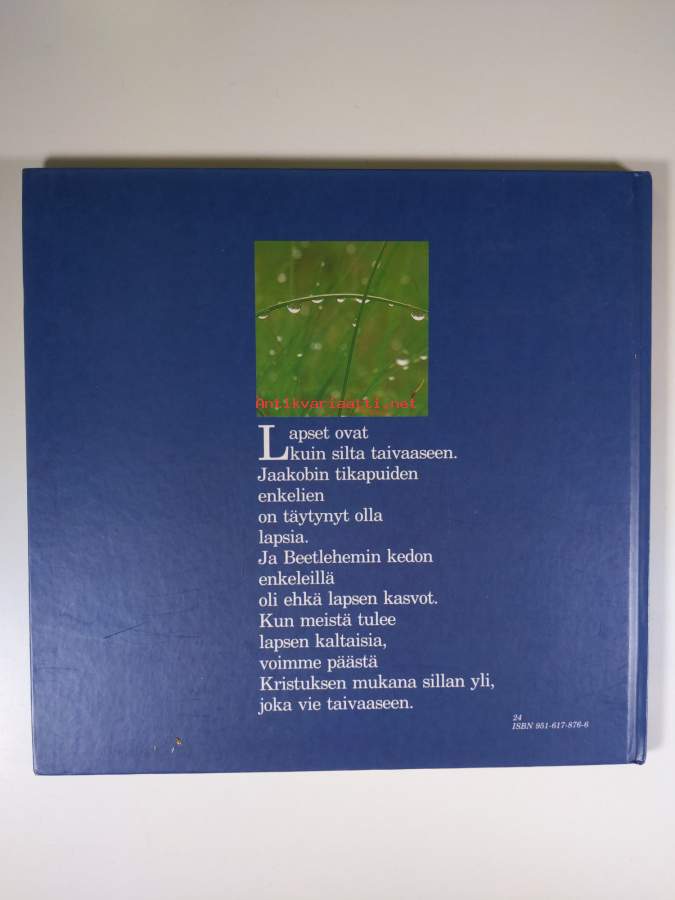 Antikvariaatti.net
Lapset ovat
kuin silta taivaaseen.
Jaakobin tikapuiden
enkelien
on täytynyt olla
lapsia.
Ja Beetlehemin kedon
enkeleillä
oli ehkä lapsen kasvot.
Kun meistä tulee
lapsen kaltaisia,
voimme päästä
Kristuksen mukana sillan yli,
joka vie taivaaseen.
24
ISBN 951-617-876-6